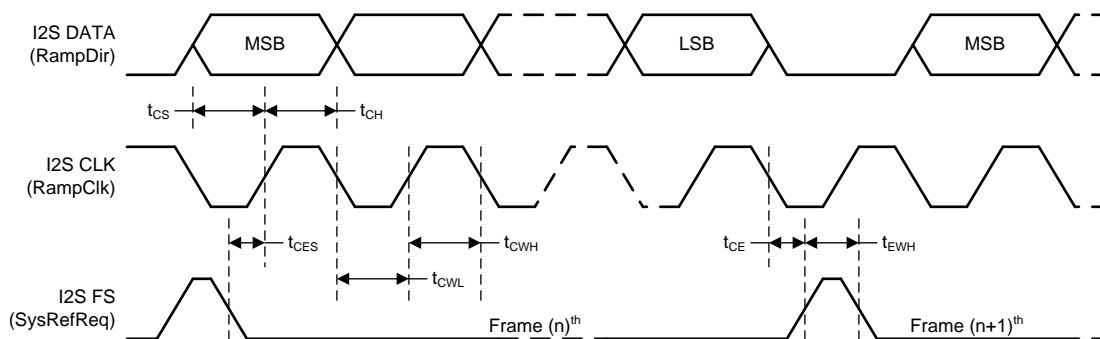 I2S DATA
(RampDir)
MSB
LSB
MSB
tCS
tCH
I2S CLK
(RampClk)
tCES
tCWH
tCE
tEWH
tCWL
I2S FS
(SysRefReq)
Frame (n)th
Frame (n+1)th